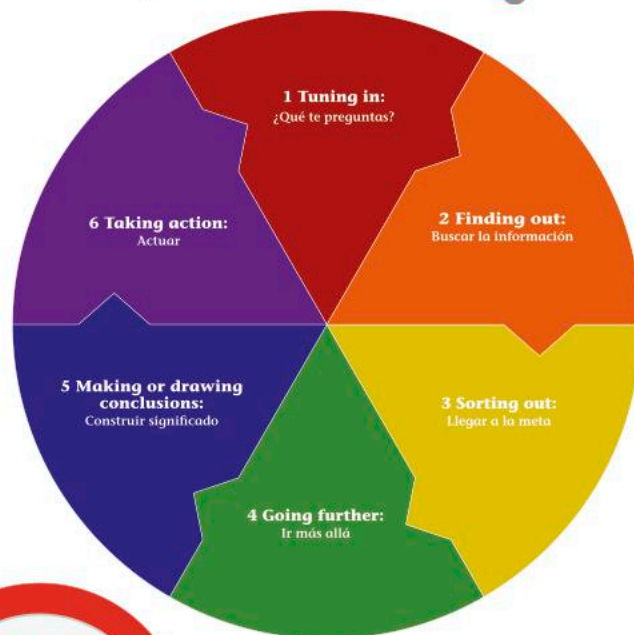 1 Tuning in:
¿Qué te preguntas?
2 Finding out:
Buscar la información
3 Sorting out:
Llegar a la meta
4 Going further:
Ir más allá
5 Making or drawing
conclusions:
Construir significado
6 Taking action:
Actuar